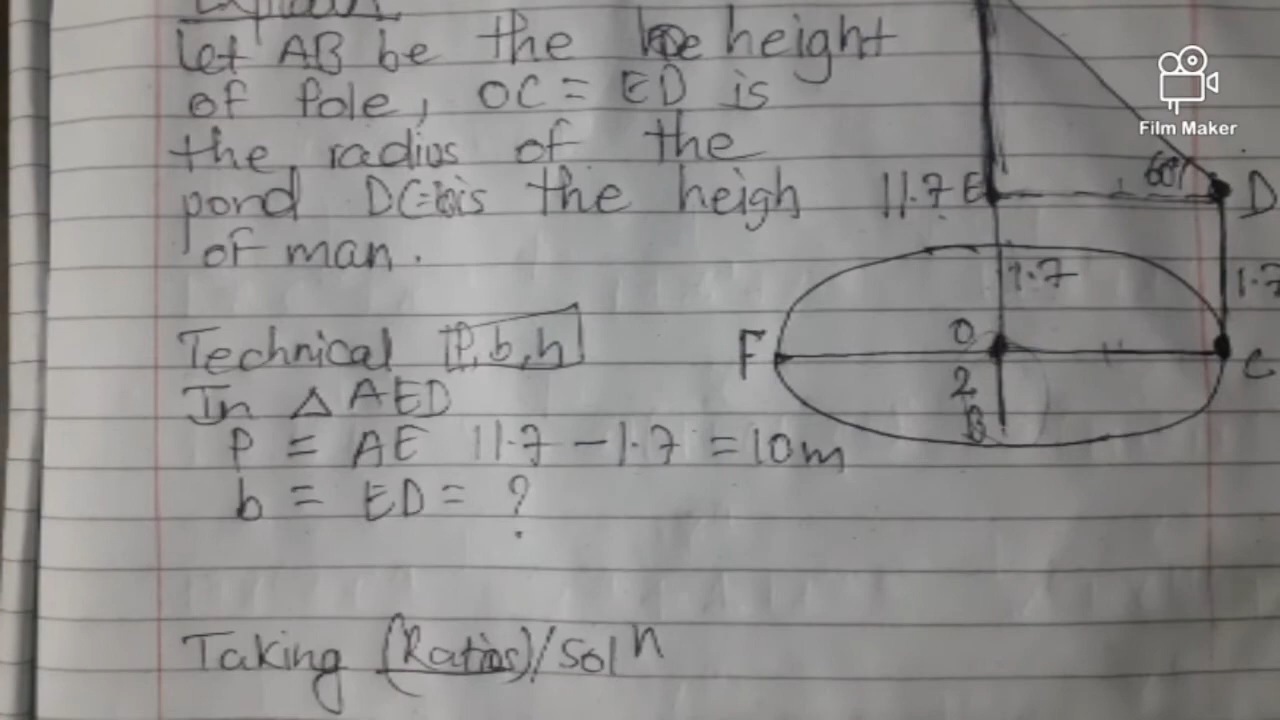 Let AB be the height
of Pole, OC = ED is
the radius of the
pond DC is the heigh
of man.
Technical [P,b,h]
In △ AED
P = AE 11.7 - 1.7 = 10m
b = ED = ?
Taking (Ratios)/Solⁿ
Film Maker
60°
11.7 E
D
1.7
1.7
F
O
C
2
B